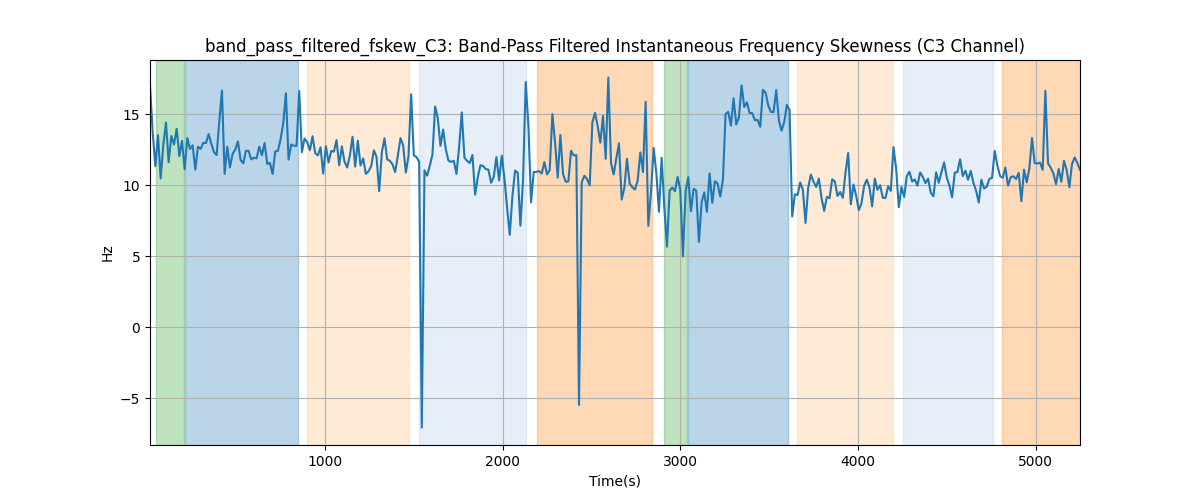 band_pass_filtered_fskew_C3: Band-Pass Filtered Instantaneous Frequency Skewness (C3 Channel)
15
10
5
0
−5
Hz
1000 2000 3000 4000 5000
Time(s)